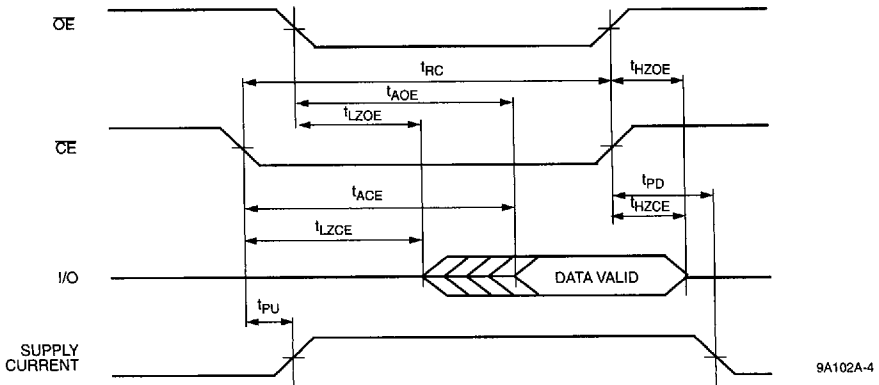 OE
tRC
tHZOE
tAOE
tLZOE
CE
tPD
tACE
tHZCE
tLZCE
I/O
DATA VALID
tPU
SUPPLY
CURRENT
9A102A-4